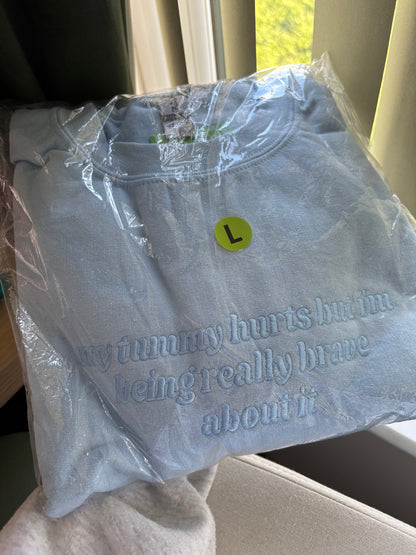 L
my tummy hurts but i'm
being really brave
about it